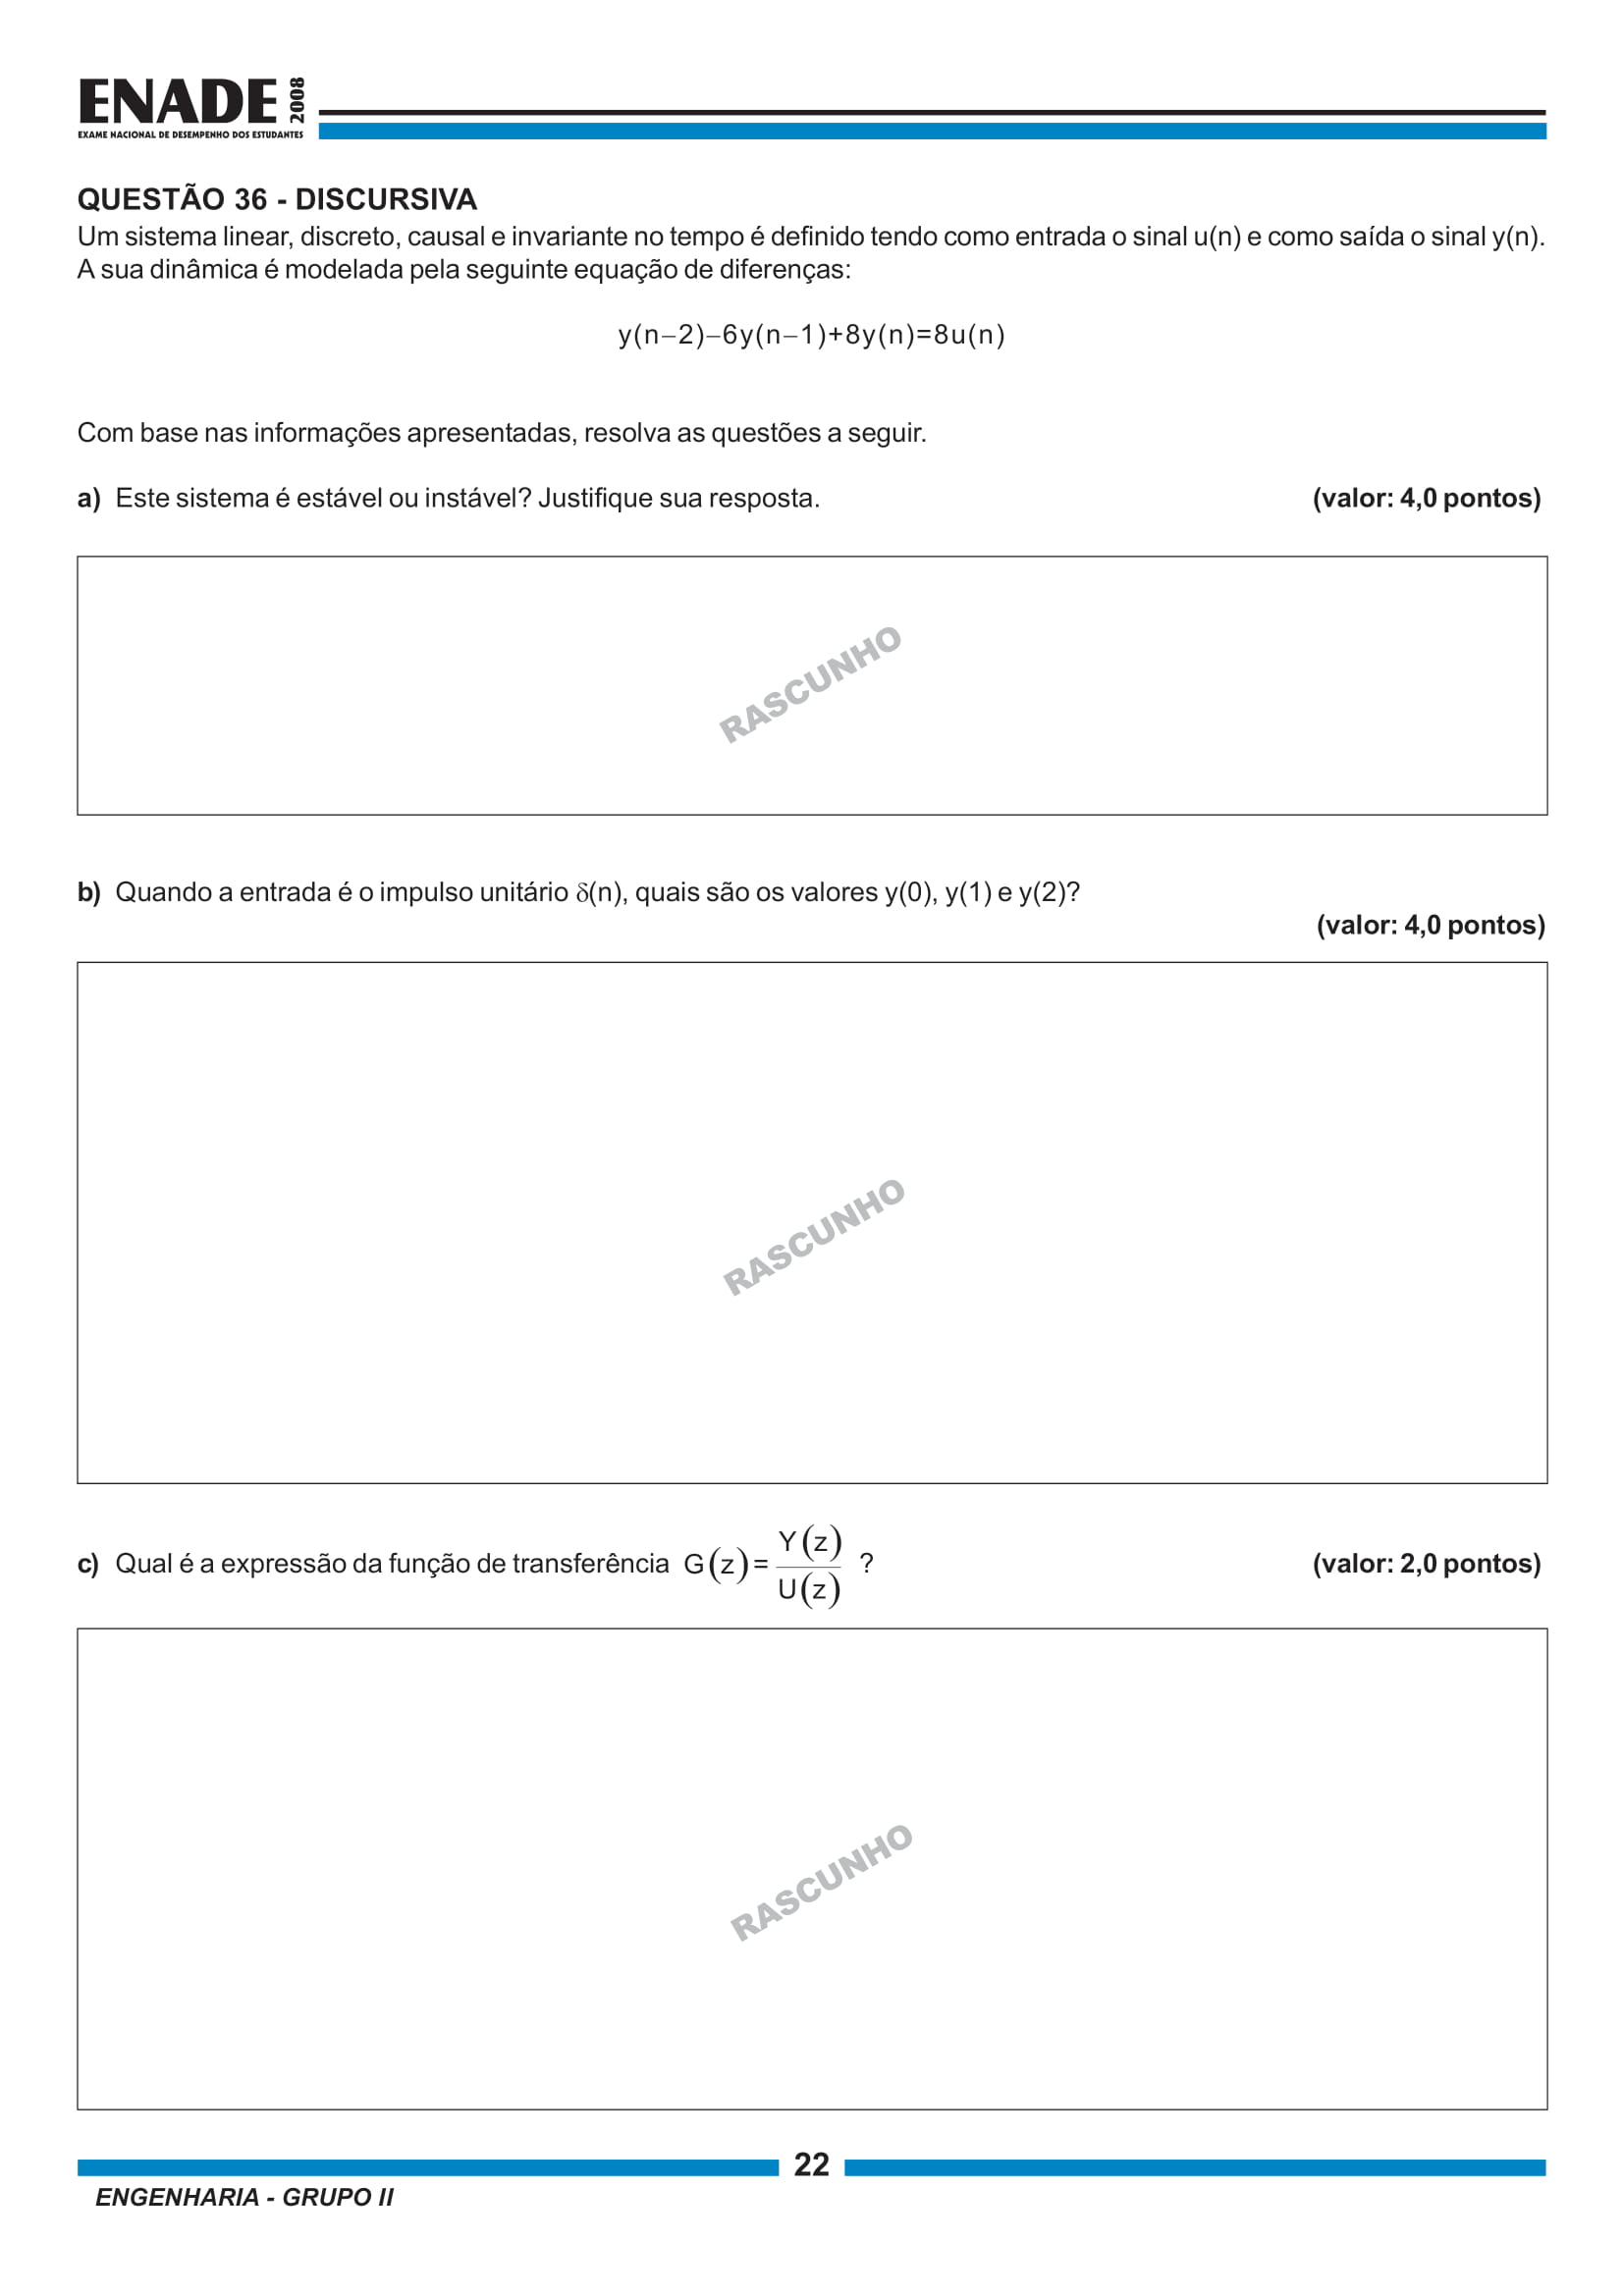 ENADE 2008
EXAME NACIONAL DE DESEMPENHO DOS ESTUDANTES
QUESTÃO 36 - DISCURSIVA
Um sistema linear, discreto, causal e invariante no tempo é definido tendo como entrada o sinal u(n) e como saída o sinal y(n).
A sua dinâmica é modelada pela seguinte equação de diferenças:
y(n−2)−6y(n−1)+8y(n)=8u(n)
Com base nas informações apresentadas, resolva as questões a seguir.
a) Este sistema é estável ou instável? Justifique sua resposta. (valor: 4,0 pontos)
RASCUNHO
b) Quando a entrada é o impulso unitário δ(n), quais são os valores y(0), y(1) e y(2)?
(valor: 4,0 pontos)
RASCUNHO
c) Qual é a expressão da função de transferência G(z)=Y(z)/U(z) ? (valor: 2,0 pontos)
RASCUNHO
22
ENGENHARIA - GRUPO II